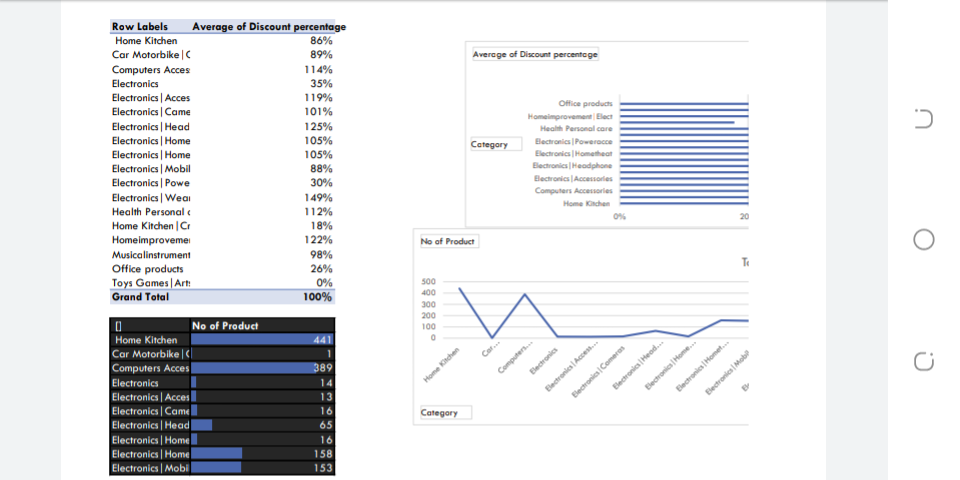 Row Labels Average of Discount percentage
Home Kitchen 86%
Car Motorbike|C 89%
Computers Acces 114%
Electronics 35%
Electronics|Acces 119%
Electronics|Came 101%
Electronics|Head 125%
Electronics|Home 105%
Electronics|Home 105%
Electronics|Mobil 88%
Electronics|Powe 30%
Electronics|Wear 149%
Health Personal c 112%
Home Kitchen|Cr 18%
Homeimproveme 122%
Musicalinstrument 98%
Office products 26%
Toys Games|Arts 0%
Grand Total 100%
No of Product
Home Kitchen 441
Car Motorbike|C 1
Computers Acces 389
Electronics 14
Electronics|Acces 13
Electronics|Came 16
Electronics|Head 65
Electronics|Home 16
Electronics|Home 158
Electronics|Mobil 153
Average of Discount percentage
Office products
Homeimprovement|Elect
Health Personal care
Category
Electronics|Poweracce
Electronics|Hometheat
Electronics|Headphone
Electronics|Accessories
Computers Accessories
Home Kitchen
0% 20
No of Product
500
400
300
200
100
0
Home Kitchen
Car...
Computers...
Electronics
Electronics|Access...
Electronics|Cameras
Electronics|Head...
Electronics|Home...
Electronics|Homet...
Electronics|Mobil
Category